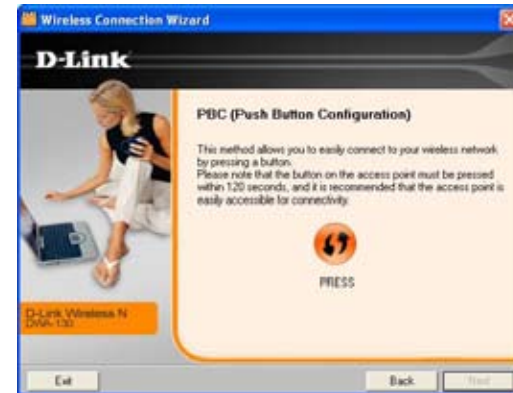 Wireless Connection Wizard
D-Link
PBC (Push Button Configuration)
This method allows you to easily connect to your wireless network
by pressing a button.
Please note that the button on the access point must be pressed
within 120 seconds, and it is recommended that the access point is
easily accessible for connectivity.
PRESS
D-Link Wireless N
DWA-130
Exit
Back
Next